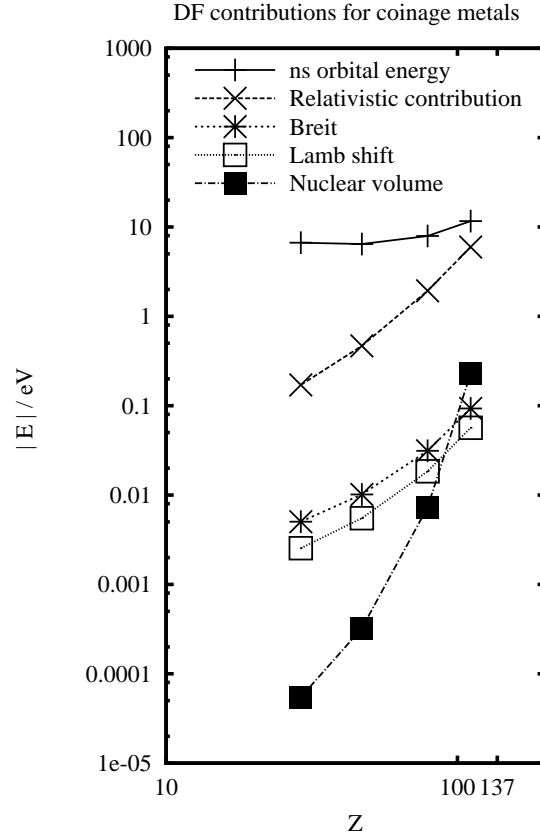 DF contributions for coinage metals
1000
100
10
1
0.1
0.01
0.001
0.0001
1e-05
| E | / eV
ns orbital energy
Relativistic contribution
Breit
Lamb shift
Nuclear volume
10
100
137
Z